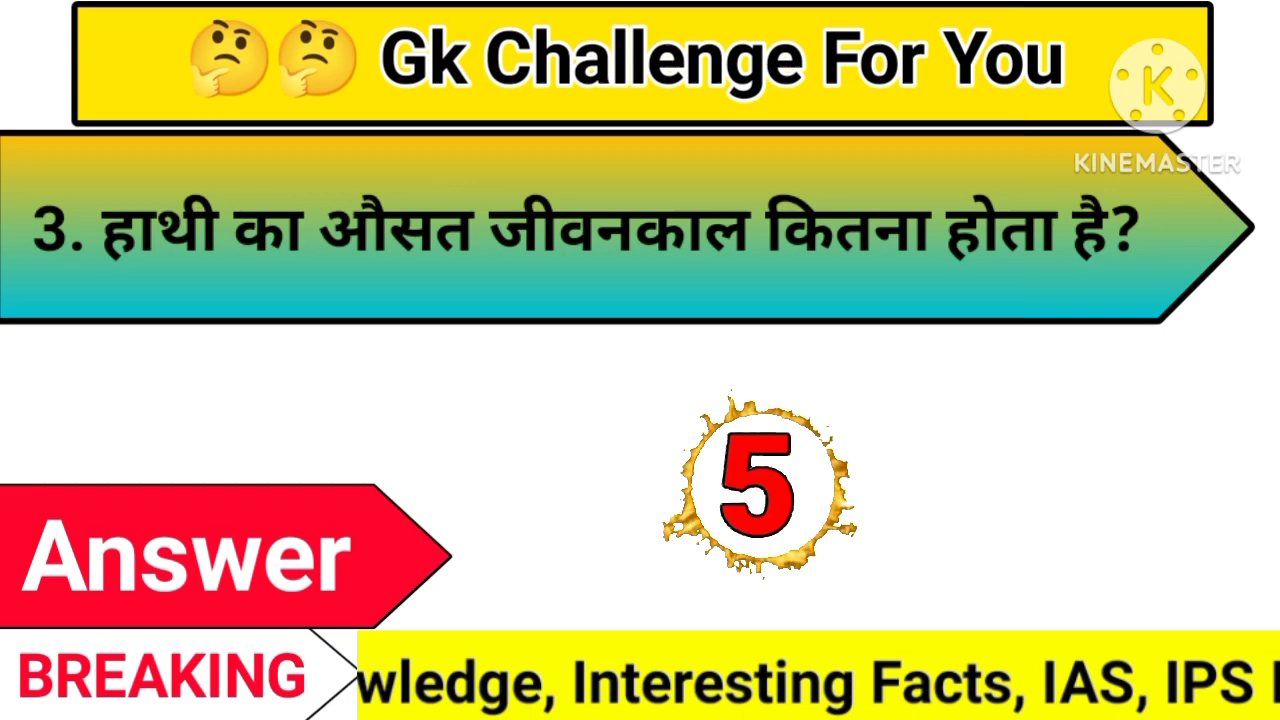 🤔🤔 Gk Challenge For You
K
KINEMASTER
3. हाथी का औसत जीवनकाल कितना होता है?
5
Answer
BREAKING
wledge, Interesting Facts, IAS, IPS